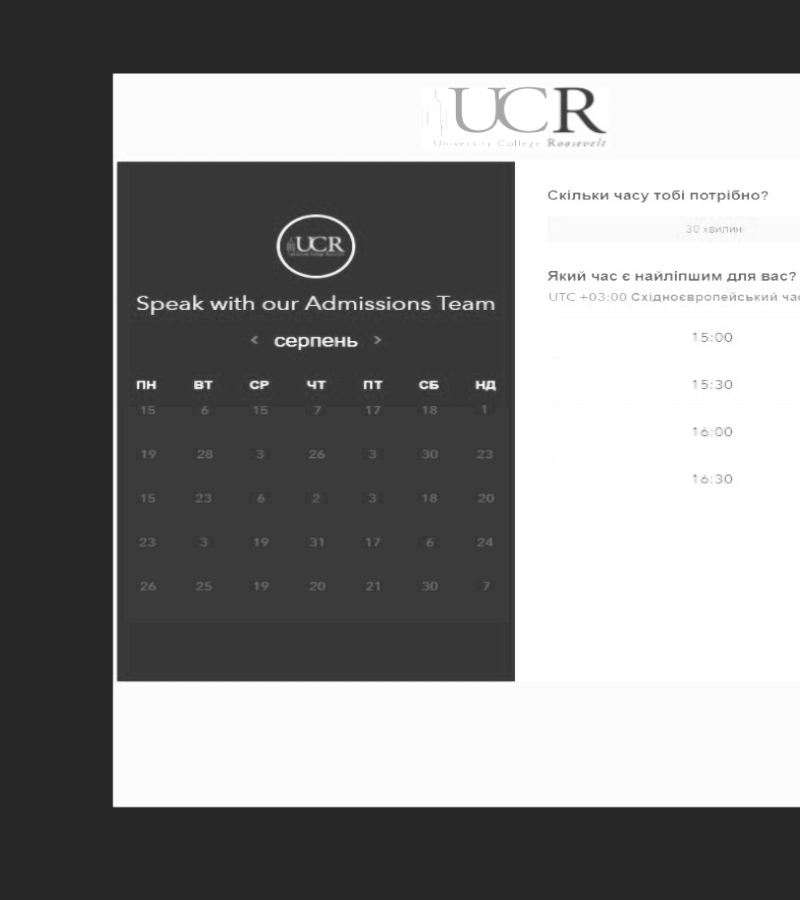 UCR
University College Roosevelt
UCR
Speak with our Admissions Team
< серпень >
ПН ВТ СР ЧТ ПТ СБ НД
15 6 15 7 17 18 1
19 28 3 26 3 30 23
15 23 6 2 3 18 20
23 3 19 31 17 6 24
26 25 19 20 21 30 7
Скільки часу тобі потрібно?
30 хвилин
Який час є найліпшим для вас?
UTC +03:00 Східноєвропейський час
15:00
15:30
16:00
16:30